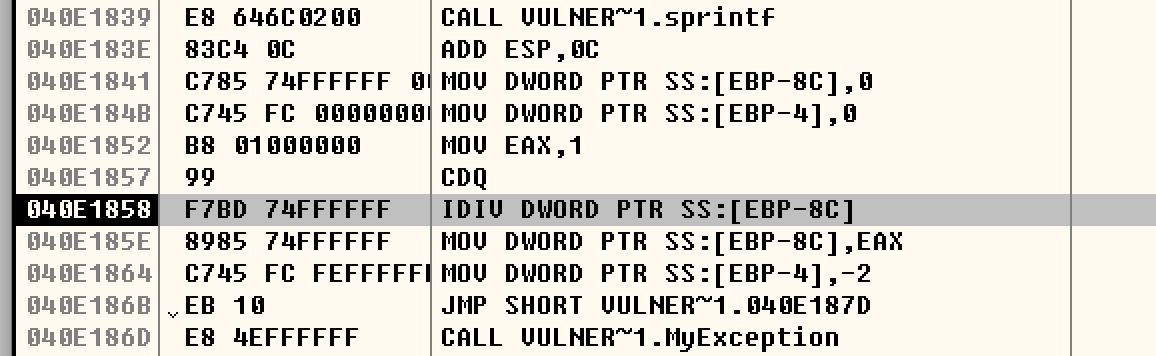 040E1839 E8 646C0200 CALL VULNER~1.sprintf
040E183E 83C4 0C ADD ESP,0C
040E1841 C785 74FFFFFF 0 MOV DWORD PTR SS:[EBP-8C],0
040E184B C745 FC 0000000 MOV DWORD PTR SS:[EBP-4],0
040E1852 B8 01000000 MOV EAX,1
040E1857 99 CDQ
040E1858 F7BD 74FFFFFF IDIV DWORD PTR SS:[EBP-8C]
040E185E 8985 74FFFFFF MOV DWORD PTR SS:[EBP-8C],EAX
040E1864 C745 FC FEFFFFF MOV DWORD PTR SS:[EBP-4],-2
040E186B EB 10 JMP SHORT VULNER~1.040E187D
040E186D E8 4EFFFFFF CALL VULNER~1.MyException